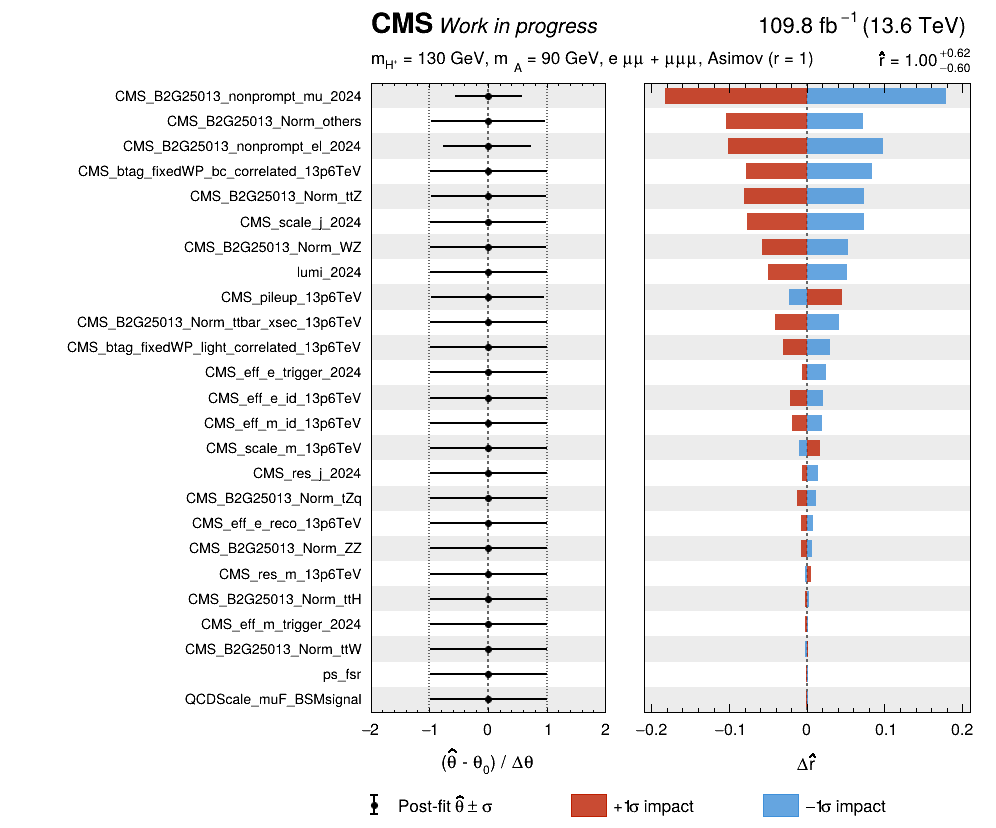 CMS Work in progress 109.8 fb⁻¹ (13.6 TeV)
m_H⁺ = 130 GeV, m_A = 90 GeV, e μμ + μμμ, Asimov (r = 1) r̂ = 1.00 +0.62 −0.60
CMS_B2G25013_nonprompt_mu_2024
CMS_B2G25013_Norm_others
CMS_B2G25013_nonprompt_el_2024
CMS_btag_fixedWP_bc_correlated_13p6TeV
CMS_B2G25013_Norm_ttZ
CMS_scale_j_2024
CMS_B2G25013_Norm_WZ
lumi_2024
CMS_pileup_13p6TeV
CMS_B2G25013_Norm_ttbar_xsec_13p6TeV
CMS_btag_fixedWP_light_correlated_13p6TeV
CMS_eff_e_trigger_2024
CMS_eff_e_id_13p6TeV
CMS_eff_m_id_13p6TeV
CMS_scale_m_13p6TeV
CMS_res_j_2024
CMS_B2G25013_Norm_tZq
CMS_eff_e_reco_13p6TeV
CMS_B2G25013_Norm_ZZ
CMS_res_m_13p6TeV
CMS_B2G25013_Norm_ttH
CMS_eff_m_trigger_2024
CMS_B2G25013_Norm_ttW
ps_fsr
QCDScale_muF_BSMsignal
−2 −1 0 1 2 −0.2 −0.1 0 0.1 0.2
(θ̂ - θ₀) / Δθ Δr̂
Post-fit θ̂ ± σ +1σ impact −1σ impact